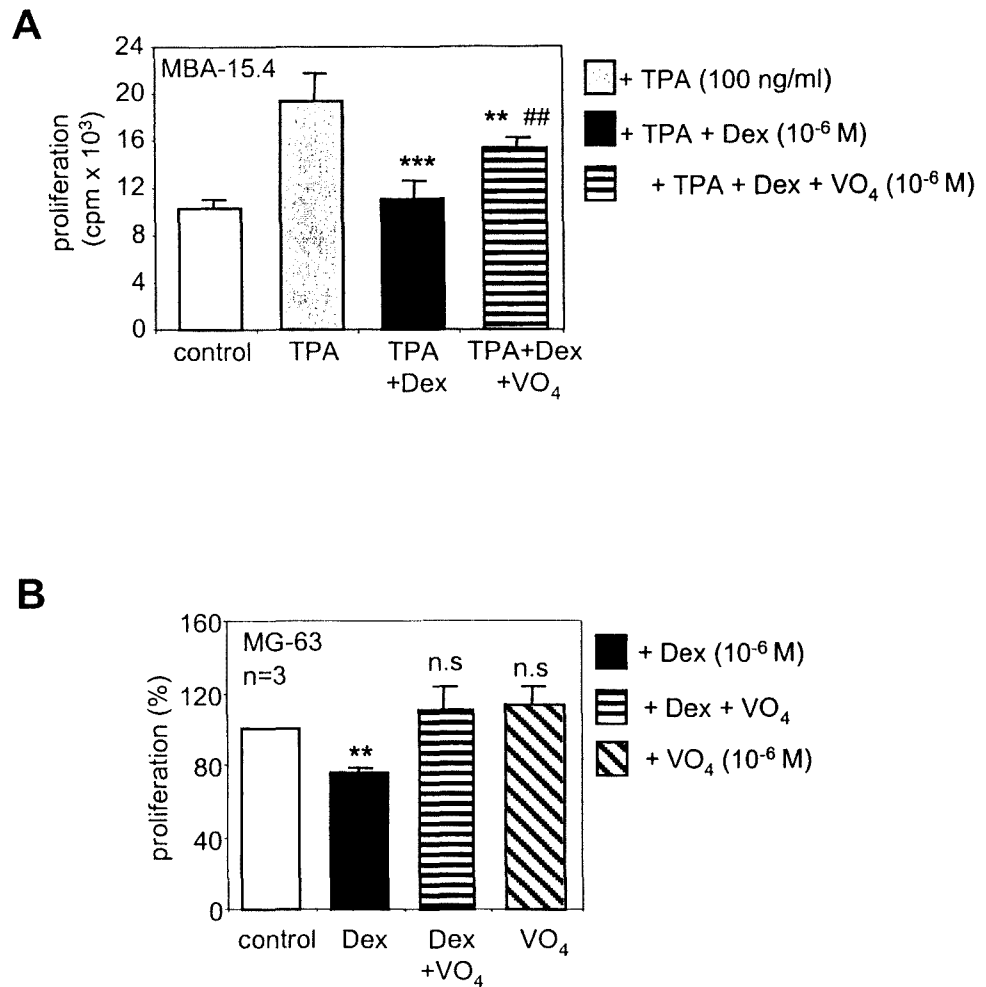 A
24
20
16
12
8
4
0
proliferation
(cpm x 10³)
MBA-15.4
***
** ##
control
TPA
TPA
+Dex
TPA+Dex
+VO₄
+ TPA (100 ng/ml)
+ TPA + Dex (10⁻⁶ M)
+ TPA + Dex + VO₄ (10⁻⁶ M)
B
160
120
80
40
0
proliferation (%)
MG-63
n=3
**
n.s
n.s
control
Dex
Dex
+VO₄
VO₄
+ Dex (10⁻⁶ M)
+ Dex + VO₄
+ VO₄ (10⁻⁶ M)